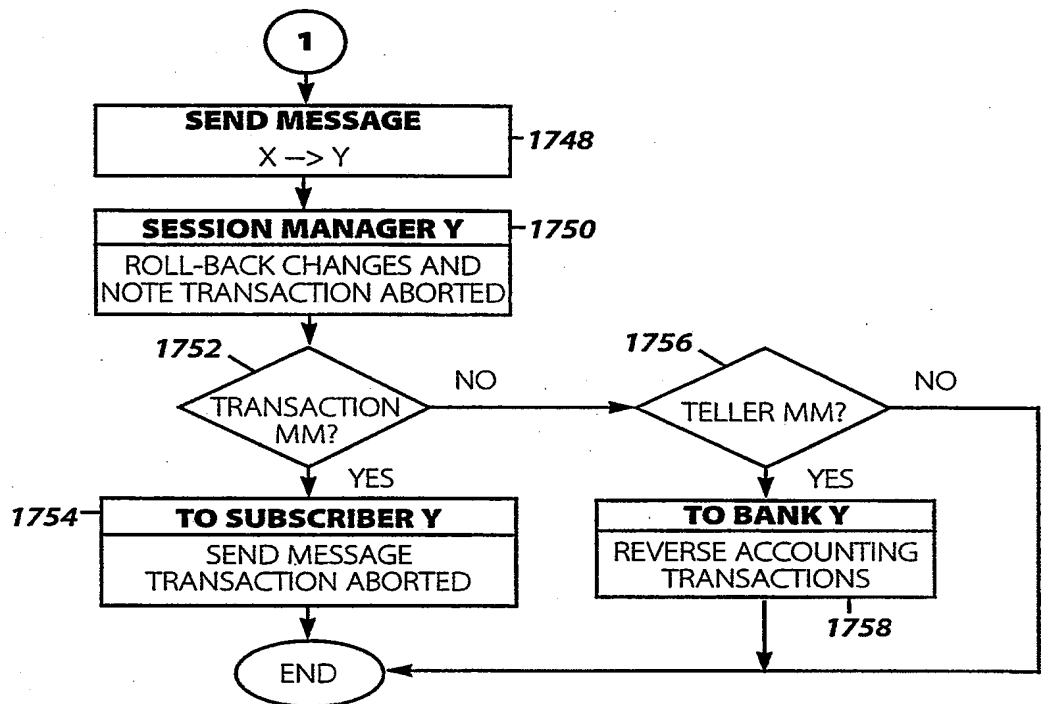 1
SEND MESSAGE
X —> Y
1748
SESSION MANAGER Y
1750
ROLL-BACK CHANGES AND
NOTE TRANSACTION ABORTED
1752
TRANSACTION
MM?
NO
YES
1756
TELLER MM?
NO
YES
1754
TO SUBSCRIBER Y
SEND MESSAGE
TRANSACTION ABORTED
TO BANK Y
REVERSE ACCOUNTING
TRANSACTIONS
1758
END